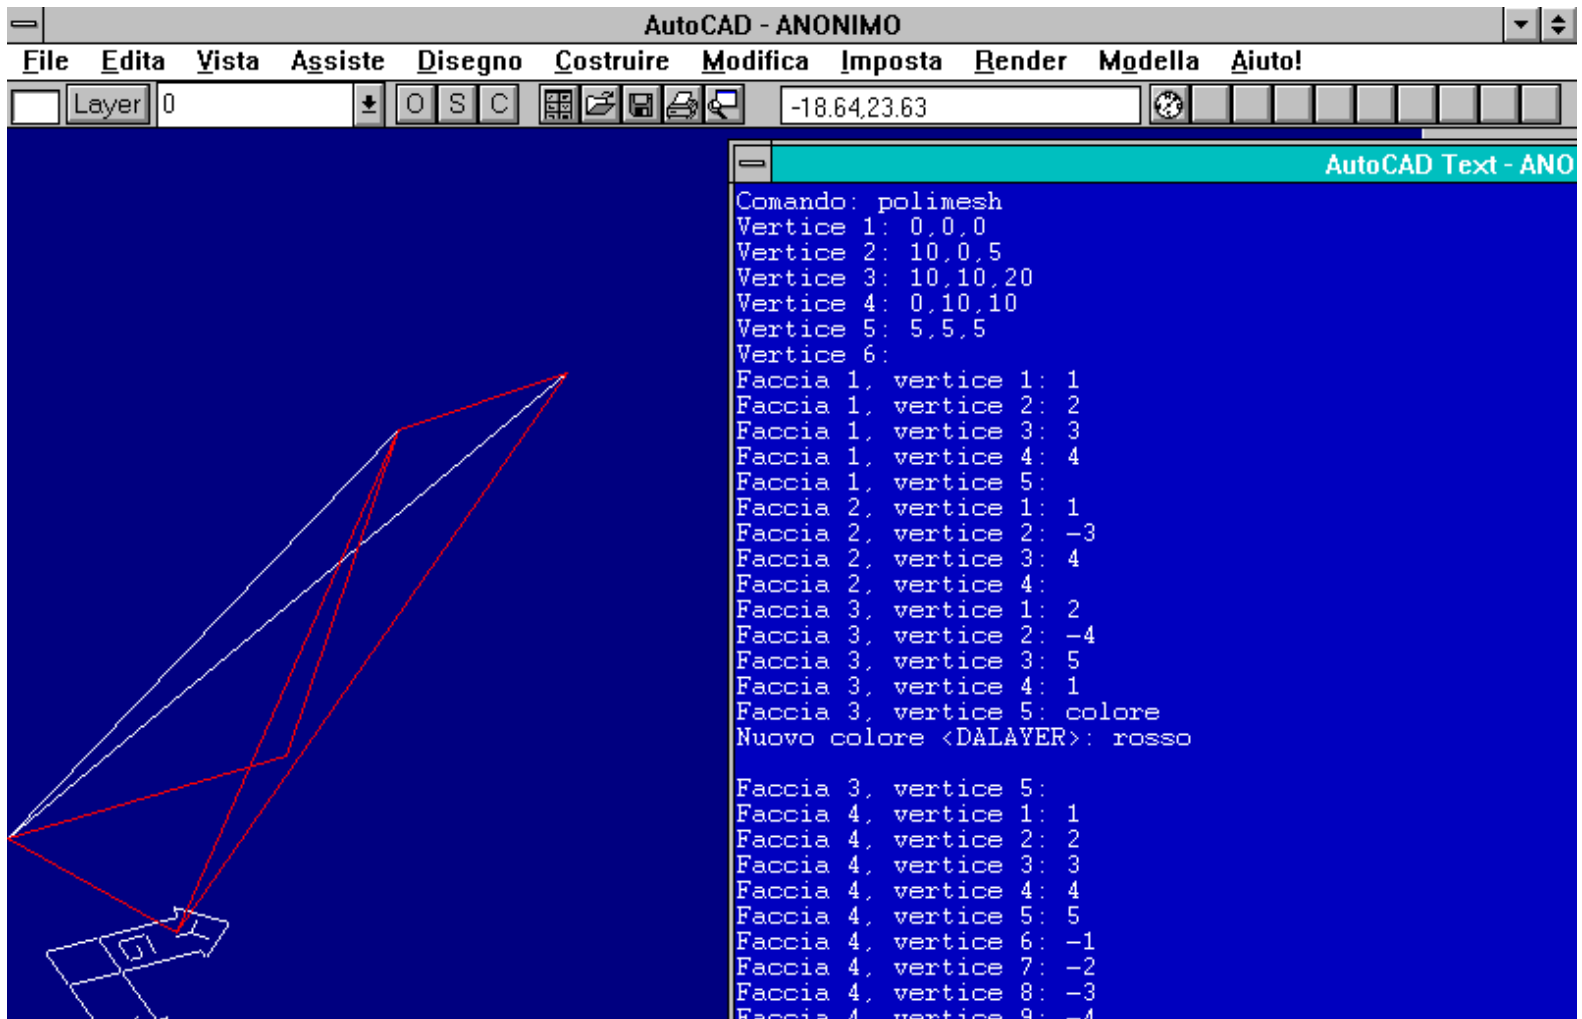 AutoCAD - ANONIMO
File Edita Vista Assiste Disegno Costruire Modifica Imposta Render Modella Aiuto!
Layer 0 O S C -18.64,23.63
AutoCAD Text - ANO
Comando: polimesh
Vertice 1: 0,0,0
Vertice 2: 10,0,5
Vertice 3: 10,10,20
Vertice 4: 0,10,10
Vertice 5: 5,5,5
Vertice 6:
Faccia 1, vertice 1: 1
Faccia 1, vertice 2: 2
Faccia 1, vertice 3: 3
Faccia 1, vertice 4: 4
Faccia 1, vertice 5:
Faccia 2, vertice 1: 1
Faccia 2, vertice 2: -3
Faccia 2, vertice 3: 4
Faccia 2, vertice 4:
Faccia 3, vertice 1: 2
Faccia 3, vertice 2: -4
Faccia 3, vertice 3: 5
Faccia 3, vertice 4: 1
Faccia 3, vertice 5: colore
Nuovo colore <DALAYER>: rosso
Faccia 3, vertice 5:
Faccia 4, vertice 1: 1
Faccia 4, vertice 2: 2
Faccia 4, vertice 3: 3
Faccia 4, vertice 4: 4
Faccia 4, vertice 5: 5
Faccia 4, vertice 6: -1
Faccia 4, vertice 7: -2
Faccia 4, vertice 8: -3
Faccia 4, vertice 9: -4